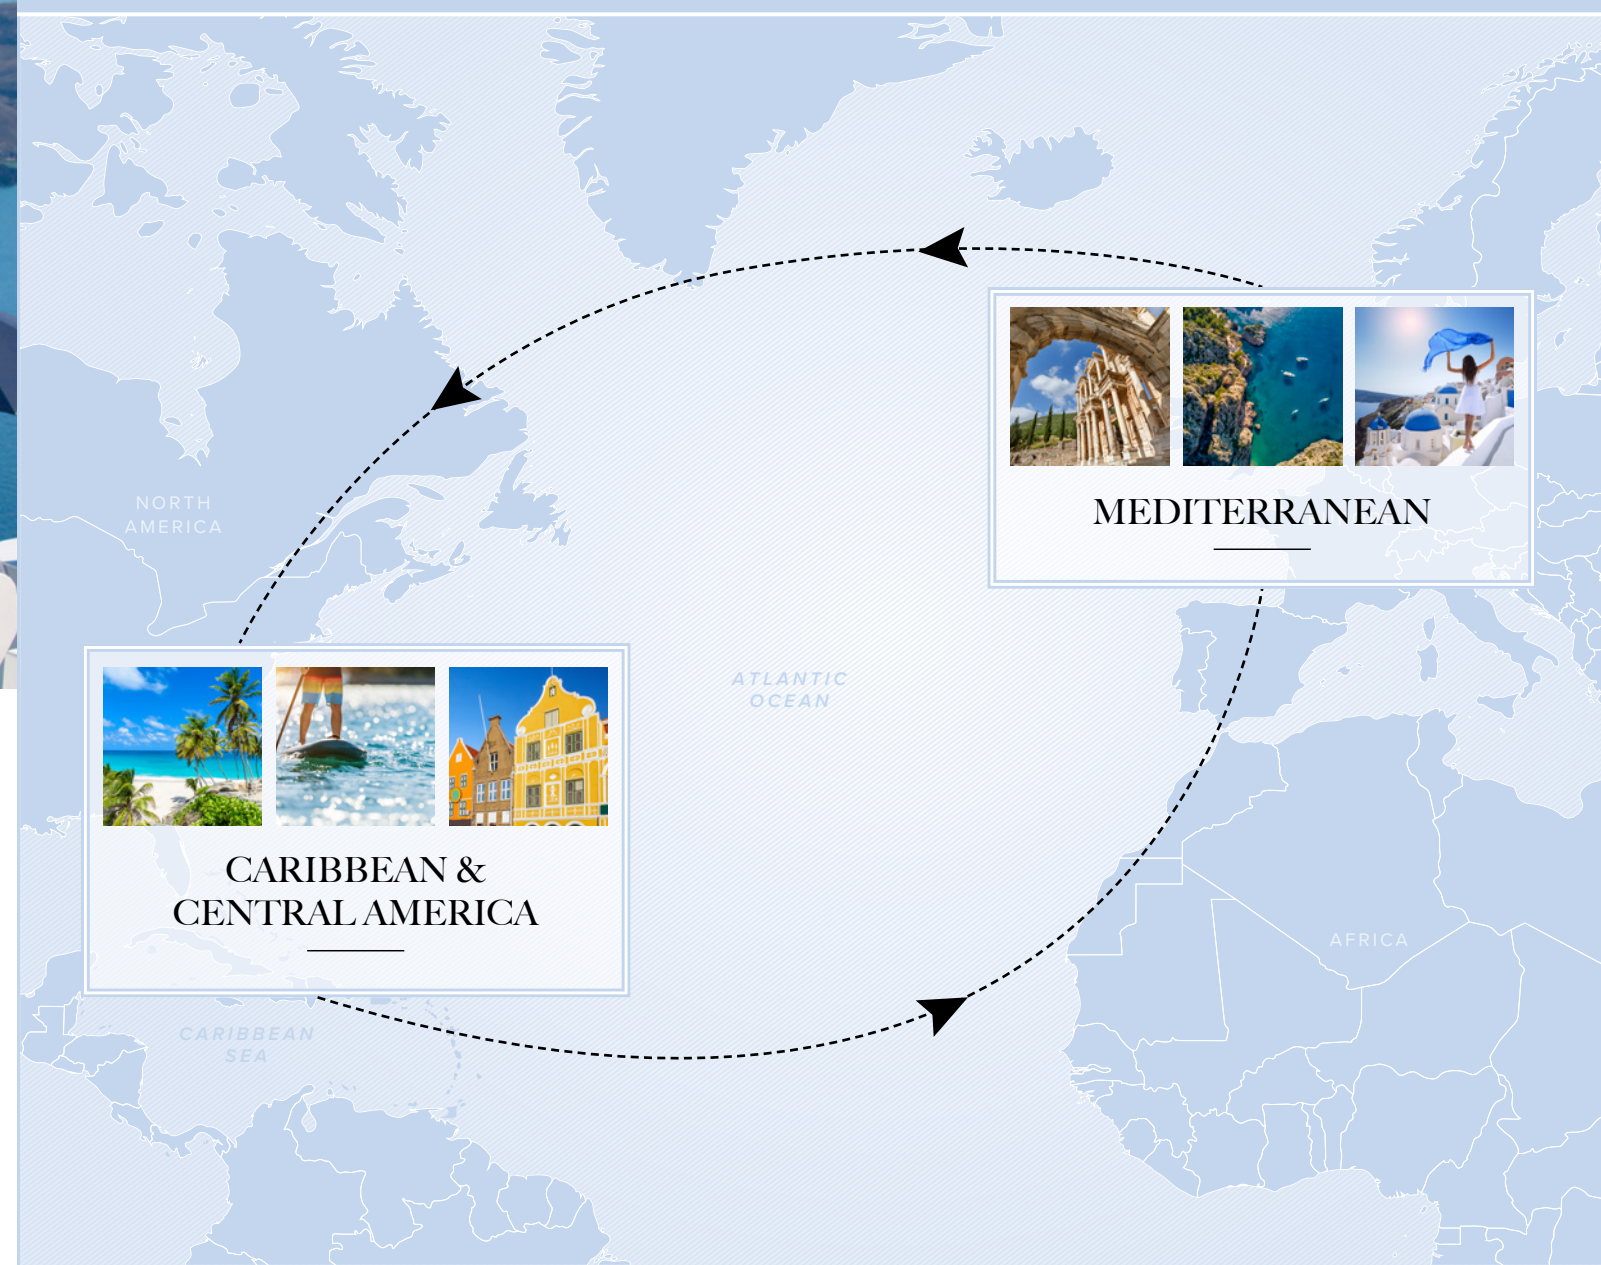 NORTH
AMERICA
MEDITERRANEAN
ATLANTIC
OCEAN
CARIBBEAN &
CENTRAL AMERICA
AFRICA
CARIBBEAN
SEA